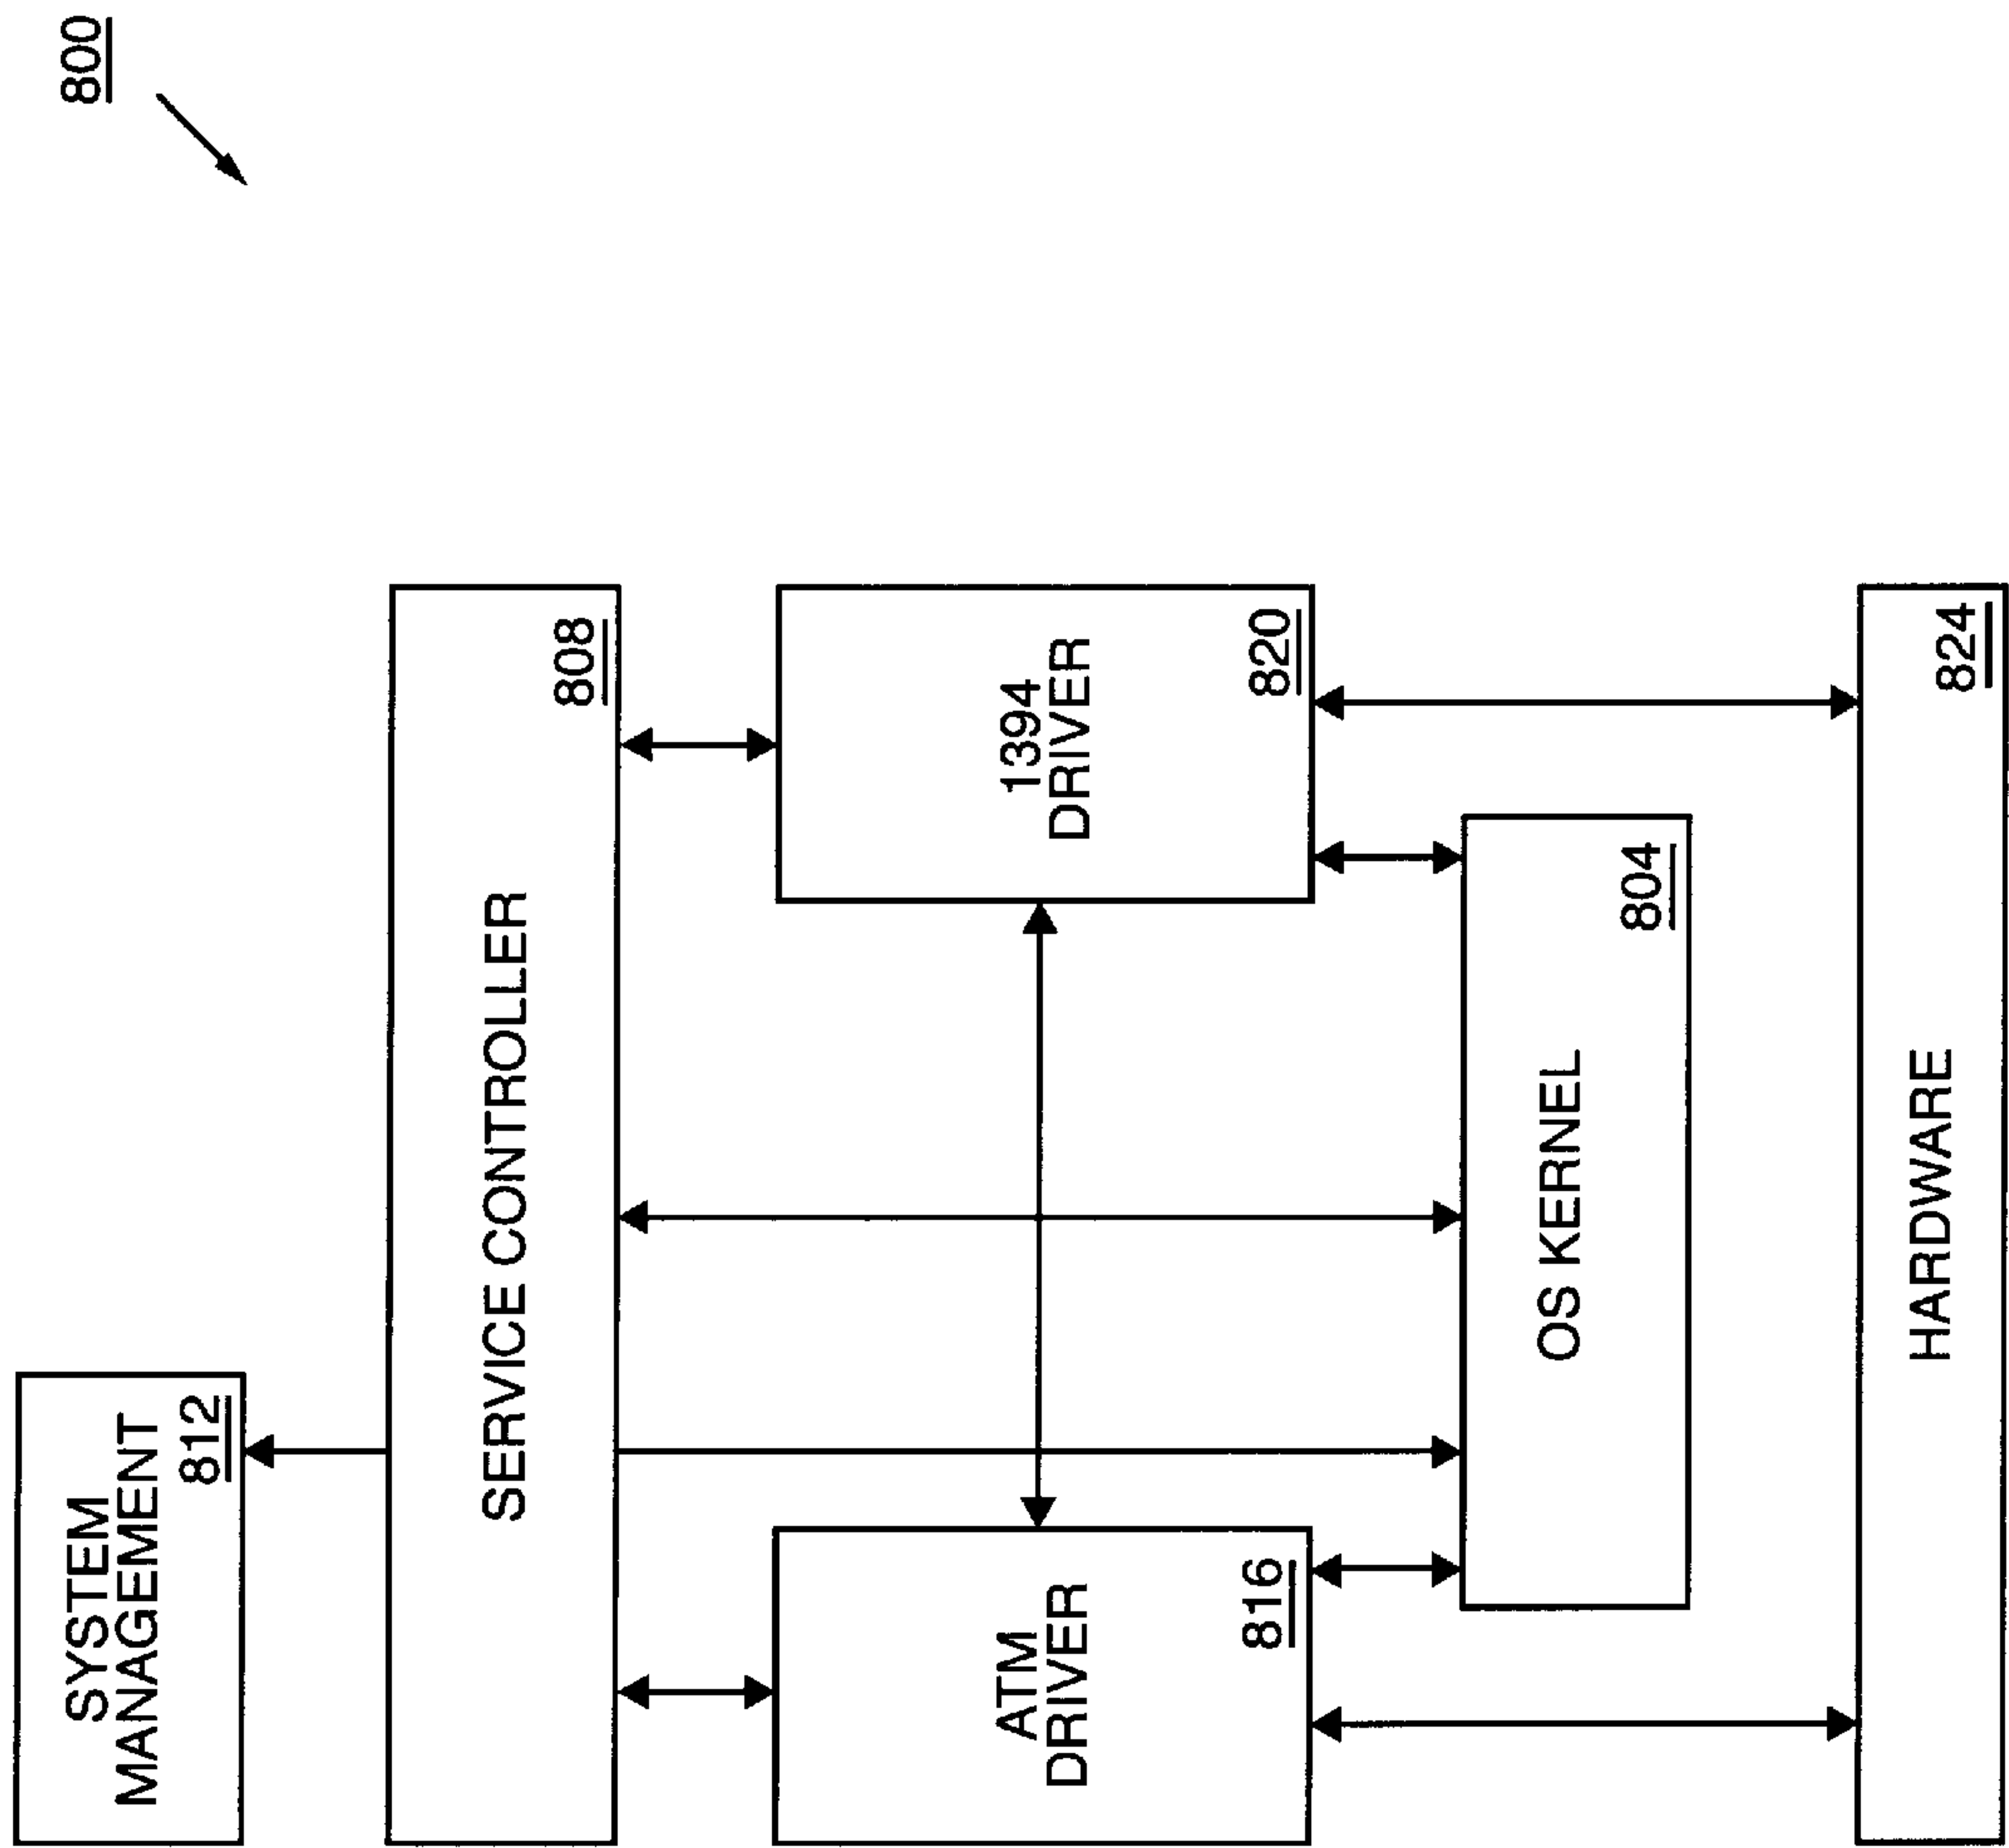 800
SYSTEM
MANAGEMENT
812
SERVICE CONTROLLER
808
ATM
DRIVER
816
1394
DRIVER
820
OS KERNEL
804
HARDWARE
824